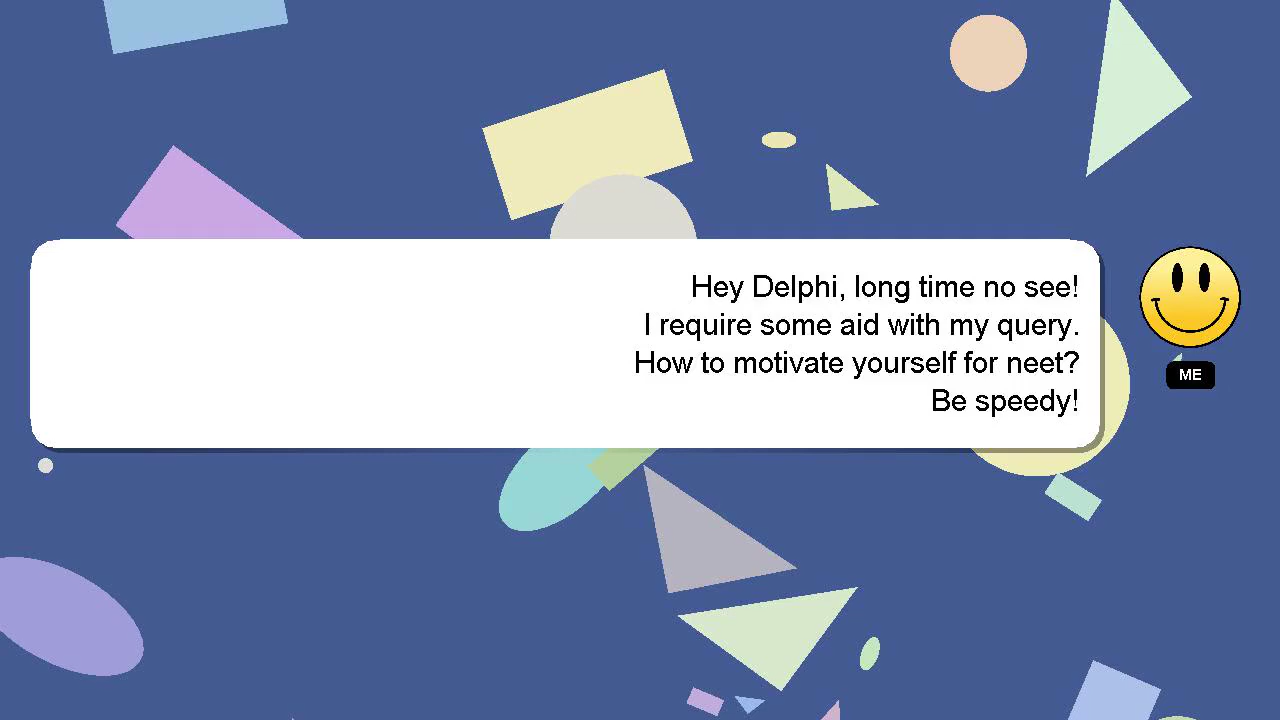 Hey Delphi, long time no see!
I require some aid with my query.
How to motivate yourself for neet?
Be speedy!
ME